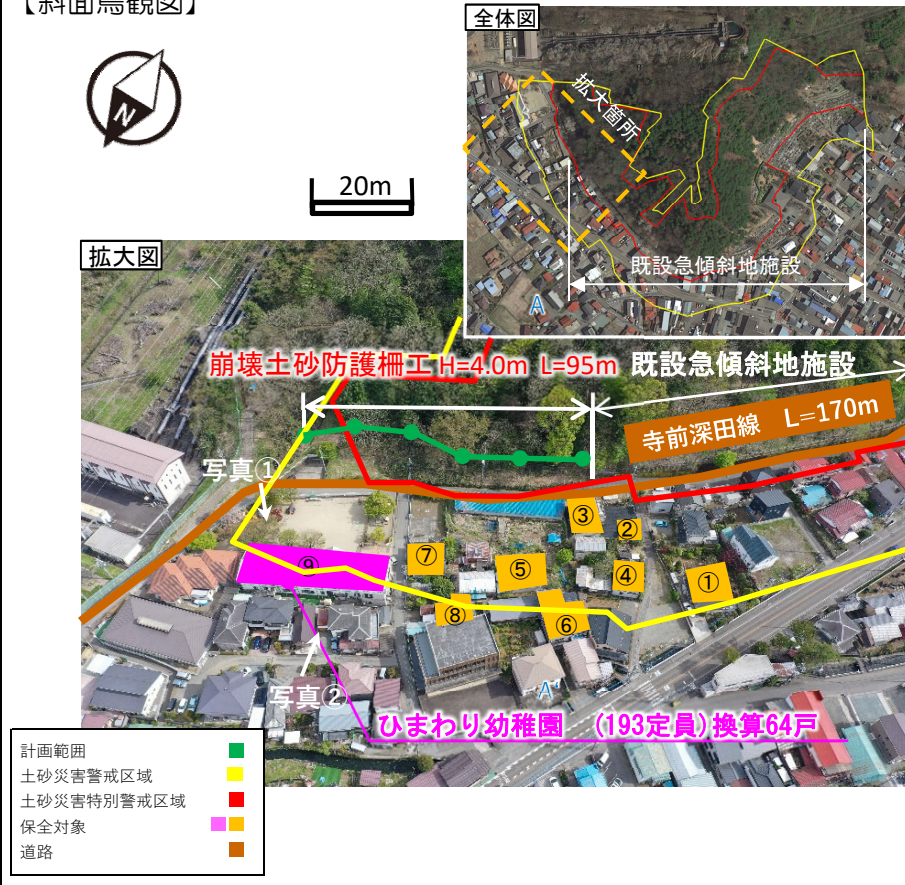 【斜面鳥観図】
全体図
N
拡大箇所
20m
既設急傾斜地施設
A
拡大図
崩壊土砂防護柵工 H=4.0m L=95m
既設急傾斜地施設
寺前深田線 L=170m
写真①
③
②
⑦
⑤
④
①
⑨
⑧
⑥
写真②
A'
ひまわり幼稚園 (193定員)換算64戸
計画範囲
土砂災害警戒区域
土砂災害特別警戒区域
保全対象
道路